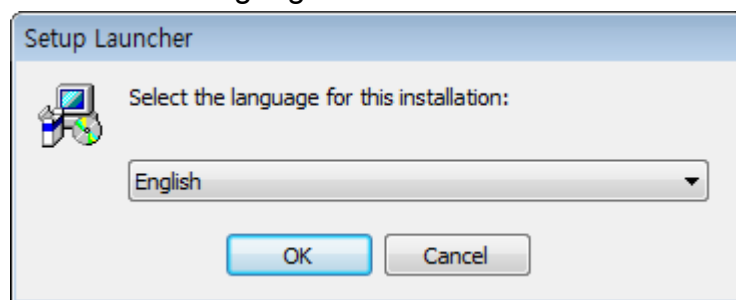 Setup Launcher
Select the language for this installation:
English
OK
Cancel